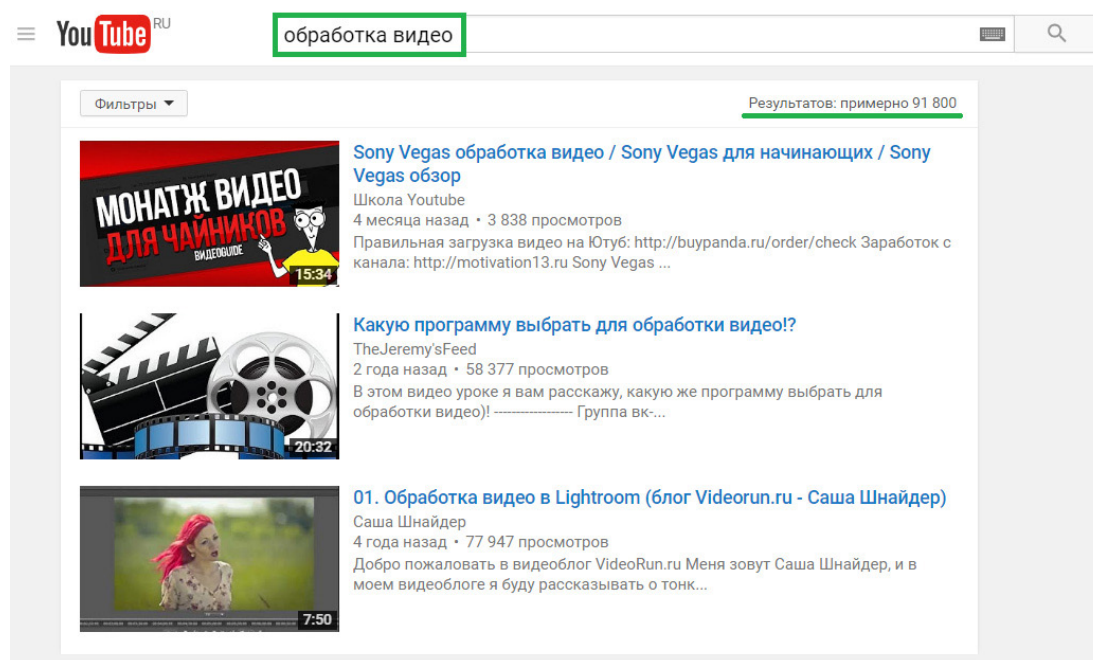 YouTube RU
обработка видео
Фильтры
Результатов: примерно 91 800
МОНАТЖ ВИДЕО
ДЛЯ ЧАЙНИКОВ
ВИДЕОGUIDE
15:34
Sony Vegas обработка видео / Sony Vegas для начинающих / Sony
Vegas обзор
Школа Youtube
4 месяца назад • 3 838 просмотров
Правильная загрузка видео на Ютуб: http://buypanda.ru/order/check Заработок с
канала: http://motivation13.ru Sony Vegas ...
20:32
Какую программу выбрать для обработки видео!?
TheJeremy'sFeed
2 года назад • 58 377 просмотров
В этом видео уроке я вам расскажу, какую же программу выбрать для
обработки видео)! ------------------ Группа вк-...
7:50
01. Обработка видео в Lightroom (блог Videorun.ru - Саша Шнайдер)
Саша Шнайдер
4 года назад • 77 947 просмотров
Добро пожаловать в видеоблог VideoRun.ru Меня зовут Саша Шнайдер, и в
моем видеоблоге я буду рассказывать о тонк...